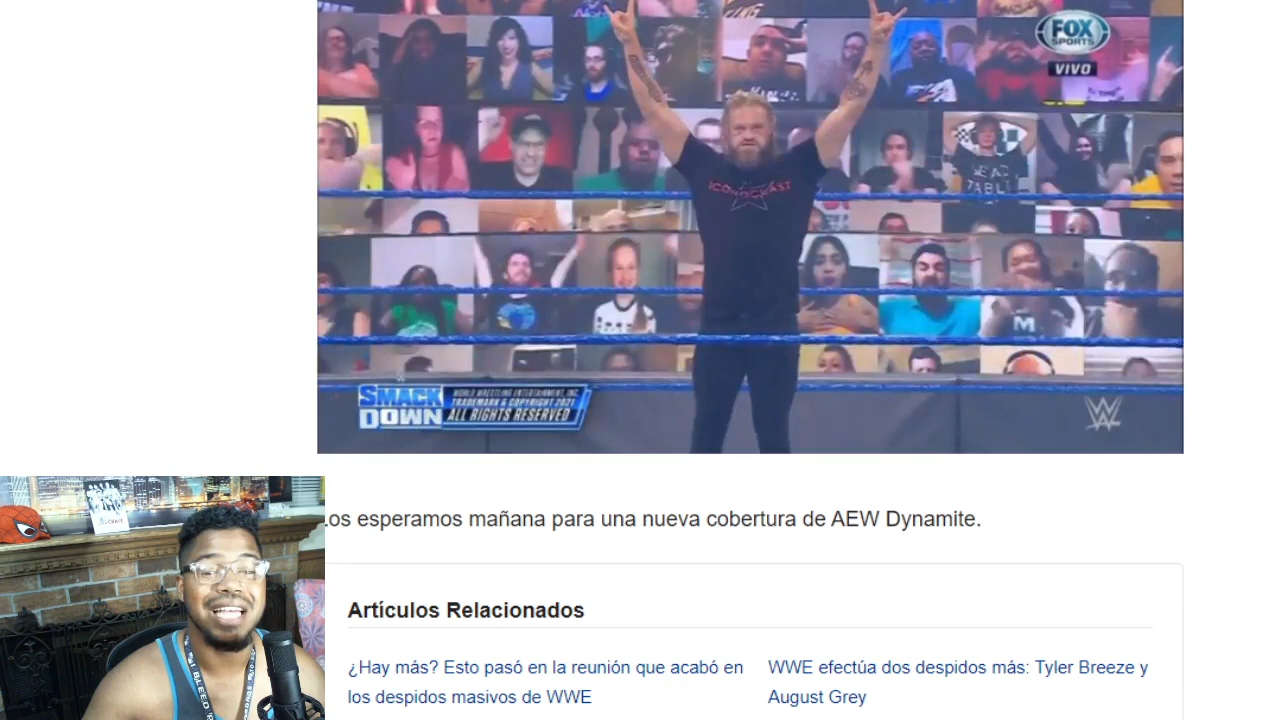 FOX
SPORTS
VIVO
ICONOCLAST
SMACK
DOWN
WORLD WRESTLING ENTERTAINMENT, INC.
TRADEMARK & COPYRIGHT 2021
ALL RIGHTS RESERVED
W
M
os esperamos mañana para una nueva cobertura de AEW Dynamite.
Artículos Relacionados
¿Hay más? Esto pasó en la reunión que acabó en
los despidos masivos de WWE
WWE efectúa dos despidos más: Tyler Breeze y
August Grey
I BLEED